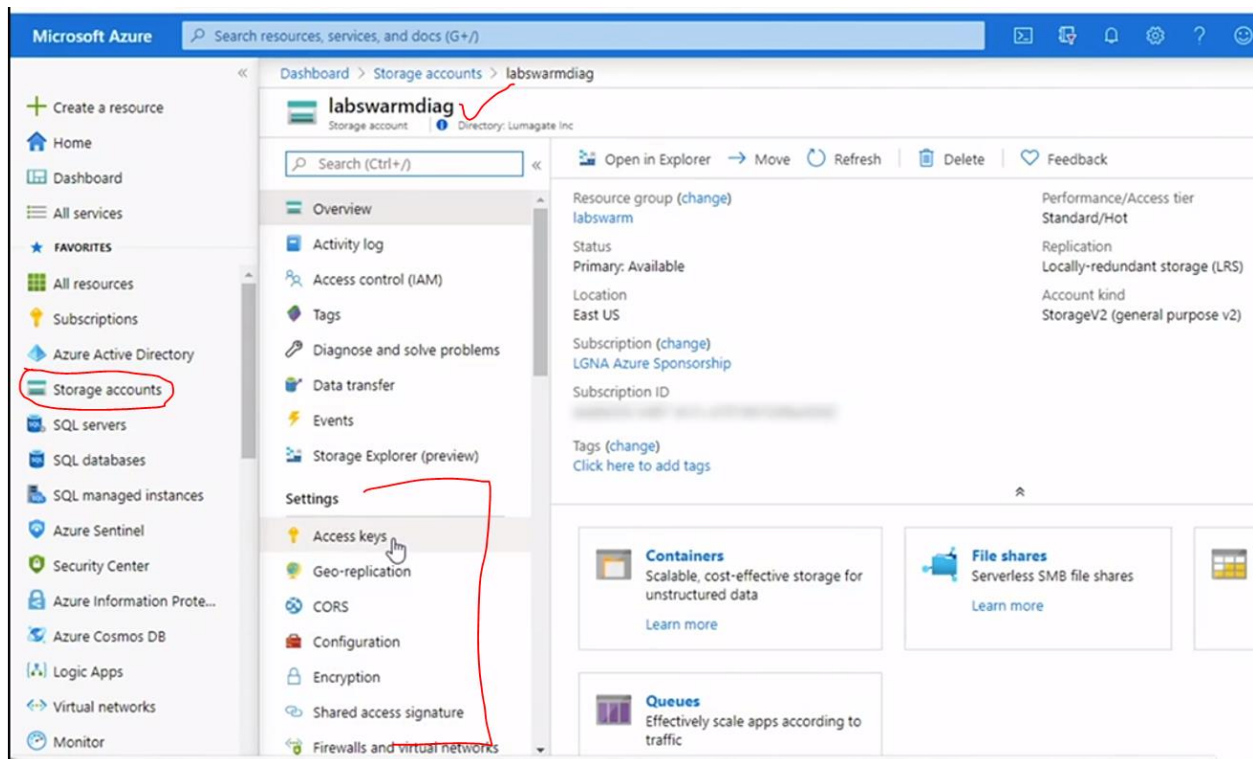 Microsoft Azure
Search resources, services, and docs (G+/)
Dashboard > Storage accounts > labswarmdiag
labswarmdiag
Storage account
Directory: Lumagate Inc
Create a resource
Home
Dashboard
All services
FAVORITES
All resources
Subscriptions
Azure Active Directory
Storage accounts
SQL servers
SQL databases
SQL managed instances
Azure Sentinel
Security Center
Azure Information Prote...
Azure Cosmos DB
Logic Apps
Virtual networks
Monitor
Search (Ctrl+/)
Overview
Activity log
Access control (IAM)
Tags
Diagnose and solve problems
Data transfer
Events
Storage Explorer (preview)
Settings
Access keys
Geo-replication
CORS
Configuration
Encryption
Shared access signature
Firewalls and virtual networks
Open in Explorer
Move
Refresh
Delete
Feedback
Resource group (change)
labswarm
Status
Primary: Available
Location
East US
Subscription (change)
LGNA Azure Sponsorship
Subscription ID
Tags (change)
Click here to add tags
Performance/Access tier
Standard/Hot
Replication
Locally-redundant storage (LRS)
Account kind
StorageV2 (general purpose v2)
Containers
Scalable, cost-effective storage for
unstructured data
Learn more
File shares
Serverless SMB file shares
Learn more
Queues
Effectively scale apps according to
traffic